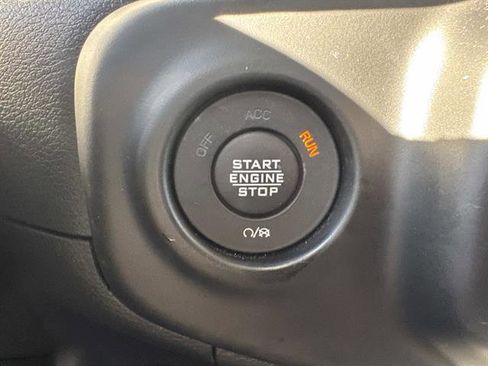 OFF
ACC
RUN
START
ENGINE
STOP